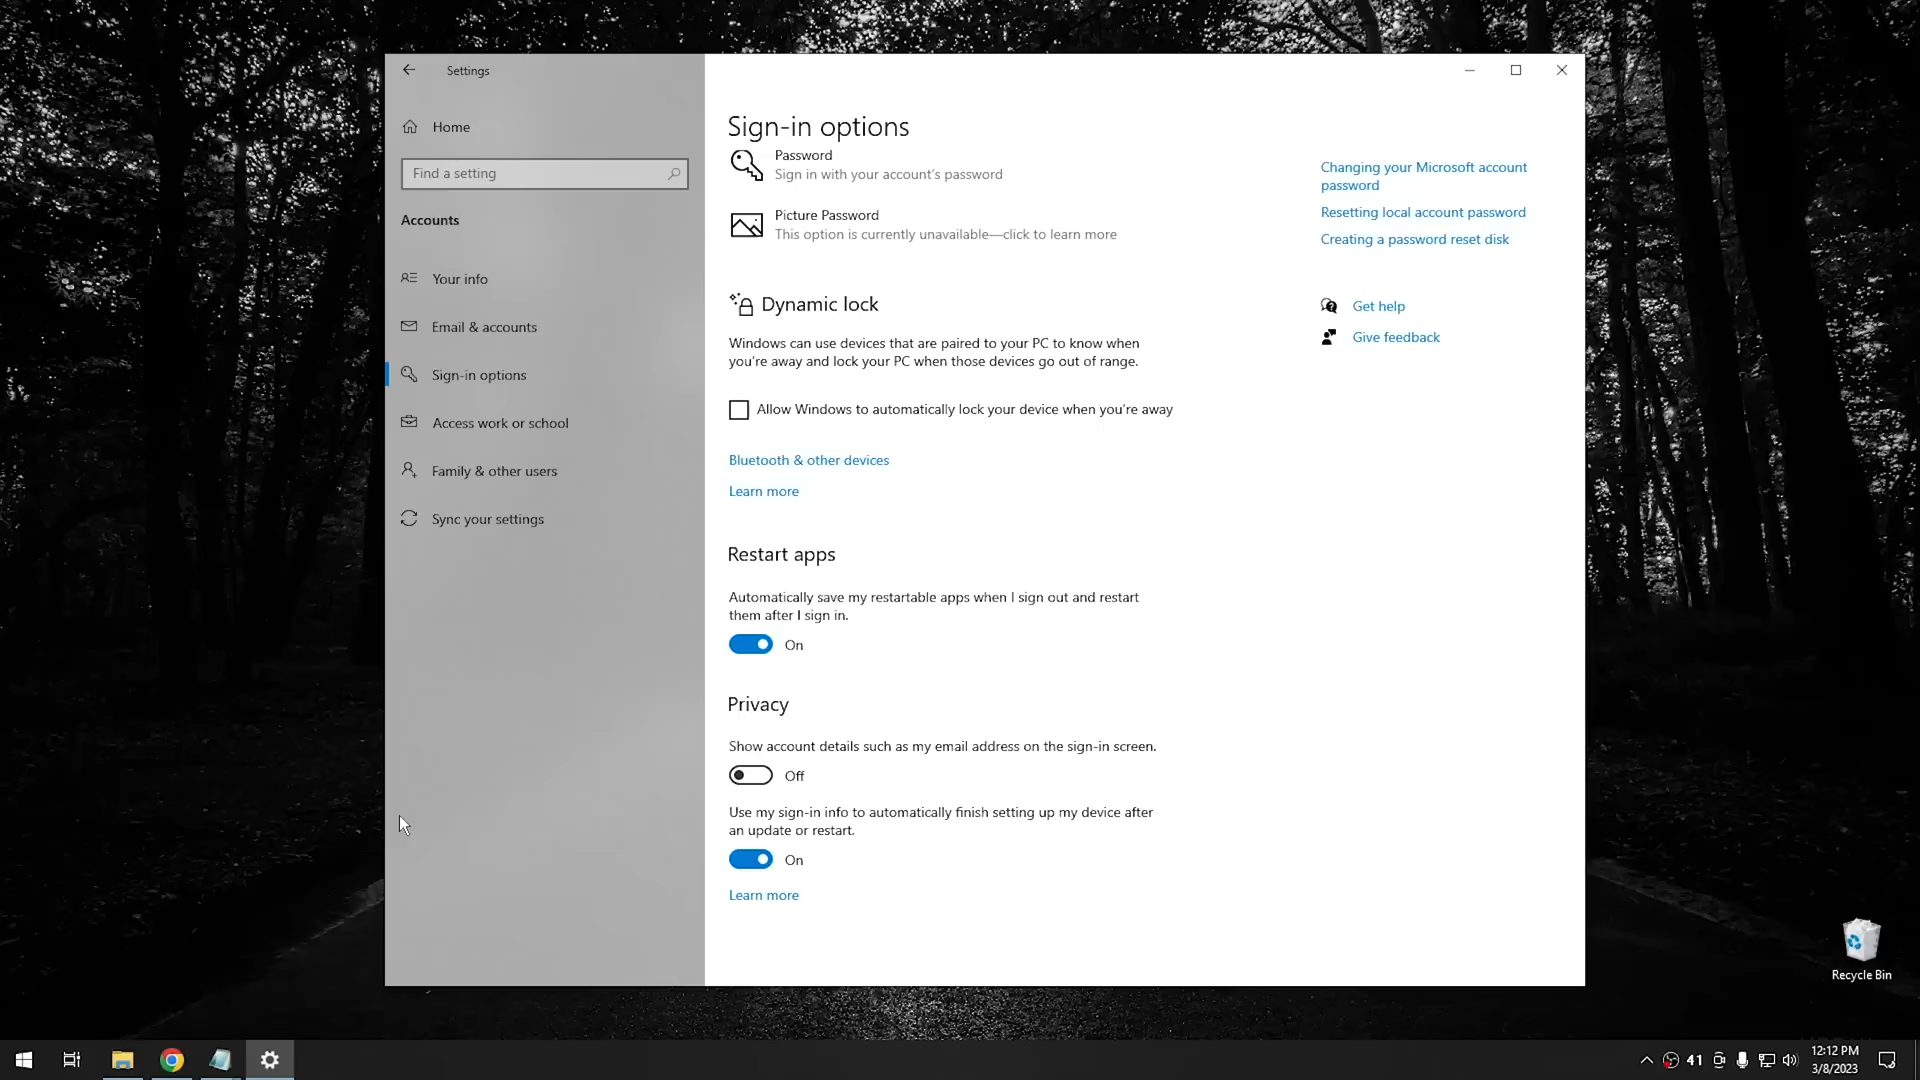 Settings
Home
Find a setting
Accounts
Your info
Email & accounts
Sign-in options
Access work or school
Family & other users
Sync your settings
Sign-in options
Password
Sign in with your account's password
Picture Password
This option is currently unavailable—click to learn more
Dynamic lock
Windows can use devices that are paired to your PC to know when
you're away and lock your PC when those devices go out of range.
Allow Windows to automatically lock your device when you're away
Bluetooth & other devices
Learn more
Restart apps
Automatically save my restartable apps when I sign out and restart
them after I sign in.
On
Privacy
Show account details such as my email address on the sign-in screen.
Off
Use my sign-in info to automatically finish setting up my device after
an update or restart.
On
Learn more
Changing your Microsoft account
password
Resetting local account password
Creating a password reset disk
Get help
Give feedback
Recycle Bin
41
12:12 PM
3/8/2023